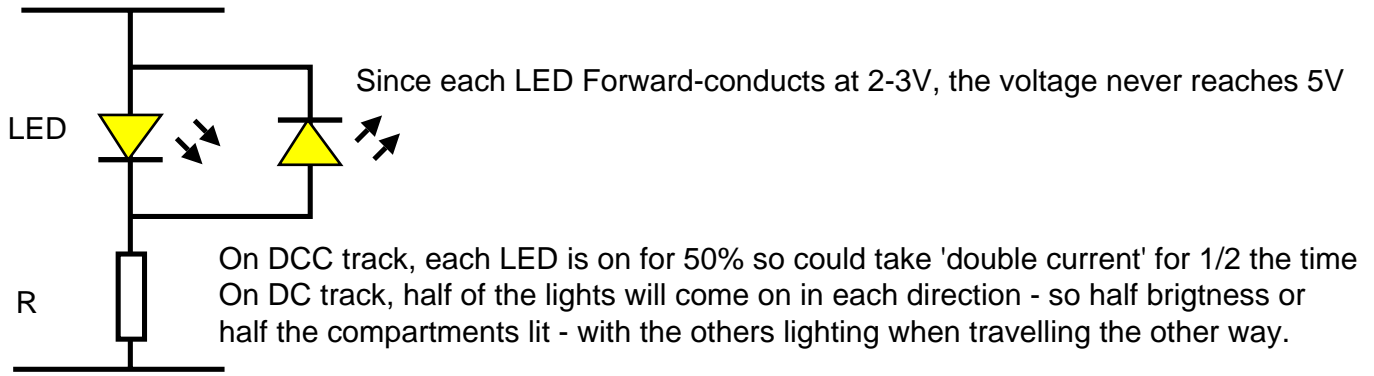 Since each LED Forward-conducts at 2-3V, the voltage never reaches 5V
LED
On DCC track, each LED is on for 50% so could take 'double current' for 1/2 the time
On DC track, half of the lights will come on in each direction - so half brigtness or
R
half the compartments lit - with the others lighting when travelling the other way.